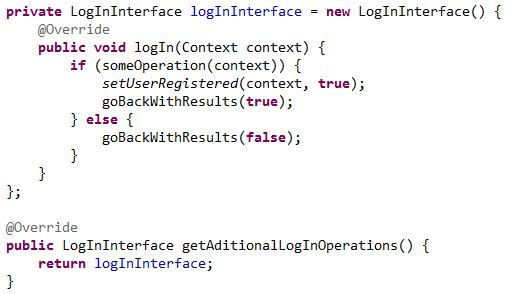 private LogInInterface logInInterface = new LogInInterface() {
    @Override
    public void logIn(Context context) {
        if (someOperation(context)) {
            setUserRegistered(context, true);
            goBackWithResults(true);
        } else {
            goBackWithResults(false);
        }
    }
};

@Override
public LogInInterface getAditionalLogInOperations() {
    return logInInterface;
}